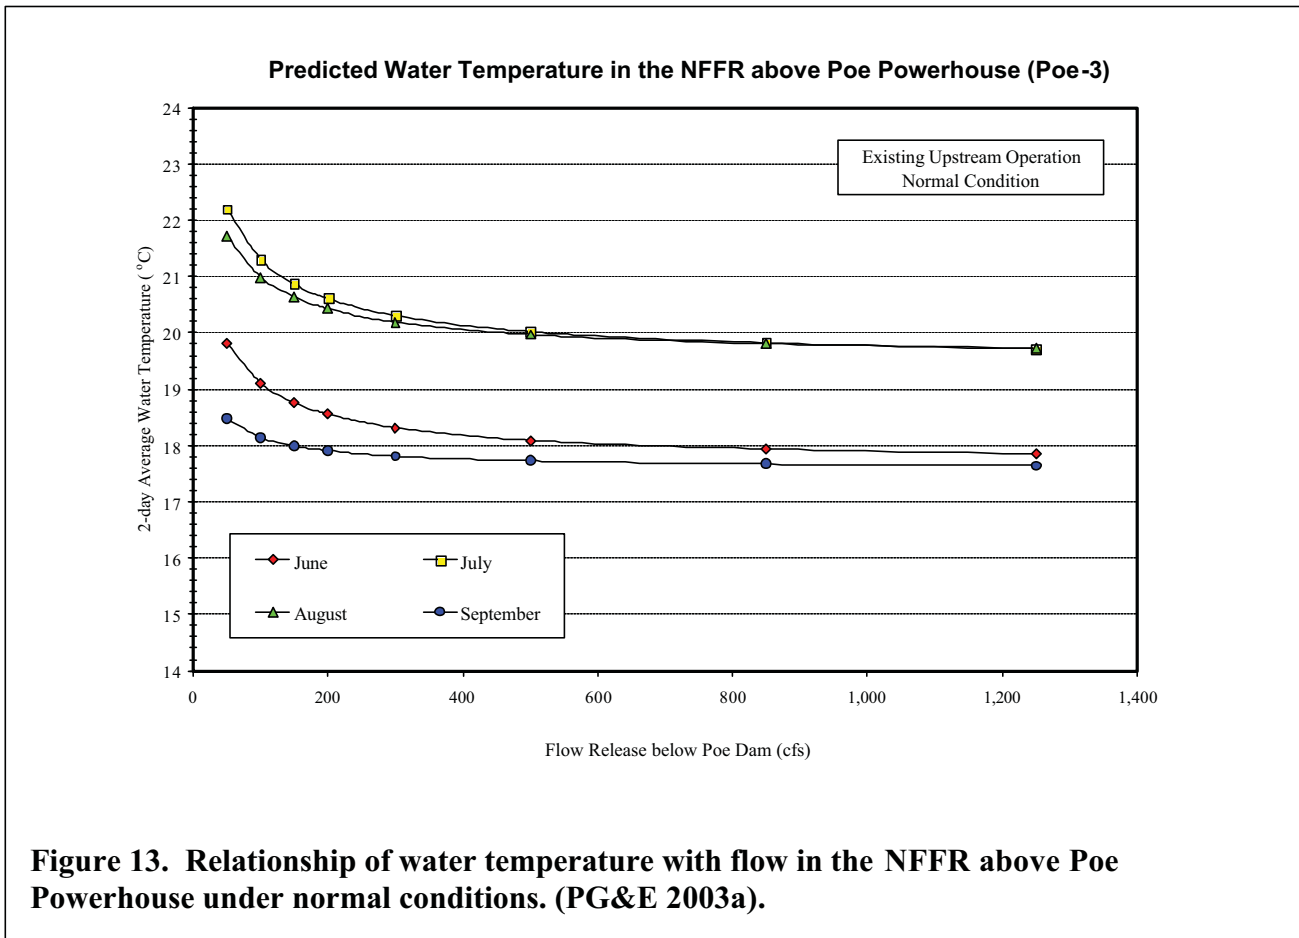 Predicted Water Temperature in the NFFR above Poe Powerhouse (Poe-3)
Existing Upstream Operation
Normal Condition
2-day Average Water Temperature (°C)
24
23
22
21
20
19
18
17
16
15
14
0
200
400
600
800
1,000
1,200
1,400
June
July
August
September
Flow Release below Poe Dam (cfs)
Figure 13. Relationship of water temperature with flow in the NFFR above Poe
Powerhouse under normal conditions. (PG&E 2003a).